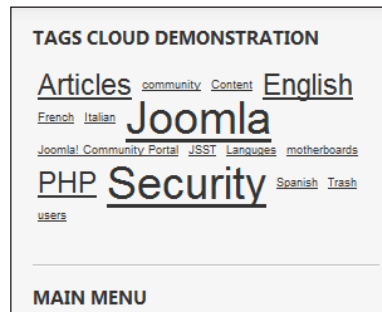 TAGS CLOUD DEMONSTRATION
Articles community Content English
French Italian Joomla
Joomla! Community Portal JSST Languges motherboards
PHP Security Spanish Trash
users
MAIN MENU